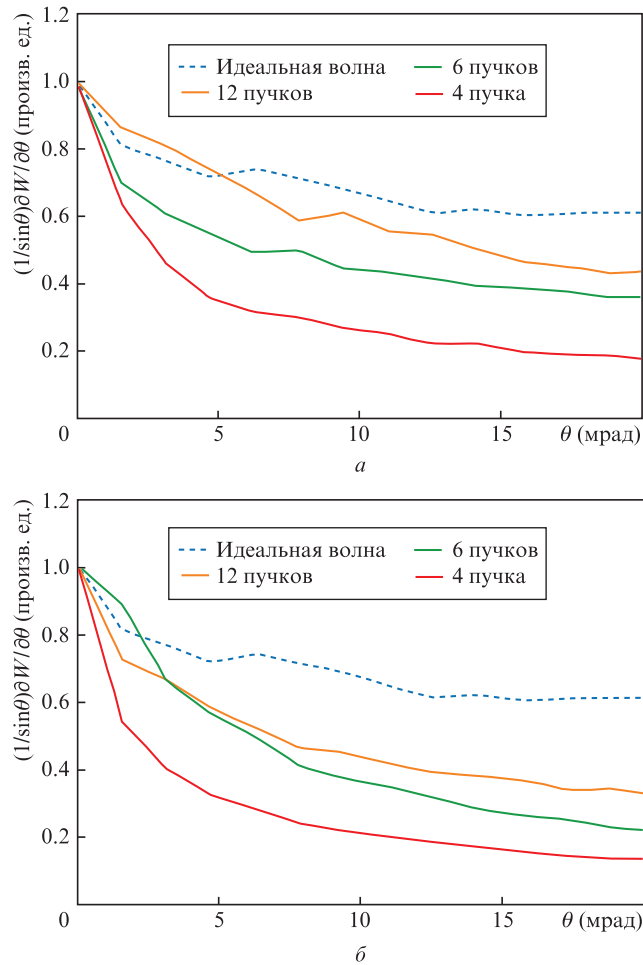 1.2
(1/sinθ)∂W/∂θ (произв. ед.)
Идеальная волна
6 пучков
12 пучков
4 пучка
1.0
0.8
0.6
0.4
0.2
0 5 10 15 θ (мрад)
а
1.2
(1/sinθ)∂W/∂θ (произв. ед.)
Идеальная волна
6 пучков
12 пучков
4 пучка
1.0
0.8
0.6
0.4
0.2
0 5 10 15 θ (мрад)
б